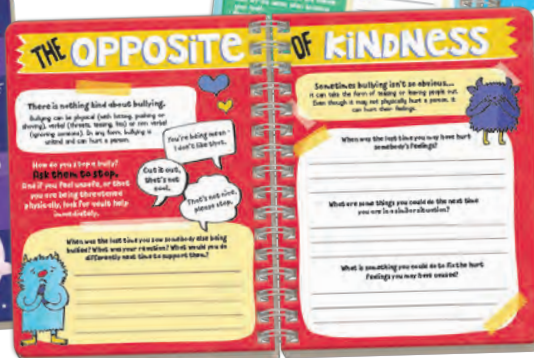 THE OPPOSITE
There is nothing kind about bullying.
Bullying can be physical (with hitting, pushing or
shoving), verbal (threats, teasing, lies) or non verbal
(ignoring someone). In any form, bullying is
unkind and can hurt a person.
How do you stop a bully?
Ask them to stop.
And if you feel unsafe, or that
you are being threatened
physically, look for adult help
immediately.
You're being mean -
I don't like that.
Cut it out,
that's not
cool.
That's not nice,
please stop.
When was the last time you saw somebody else being
bullied? What was your reaction? What would you do
differently next time to support them?
OF KINDNESS
Sometimes bullying isn't so obvious...
It can take the form of teasing or leaving people out.
Even though it may not physically hurt a person, it
can hurt their feelings.
When was the last time you may have hurt
somebody's feelings?
What are some things you could do the next time
you are in a similar situation?
What is something you could do to fix the hurt
feelings you may have caused?